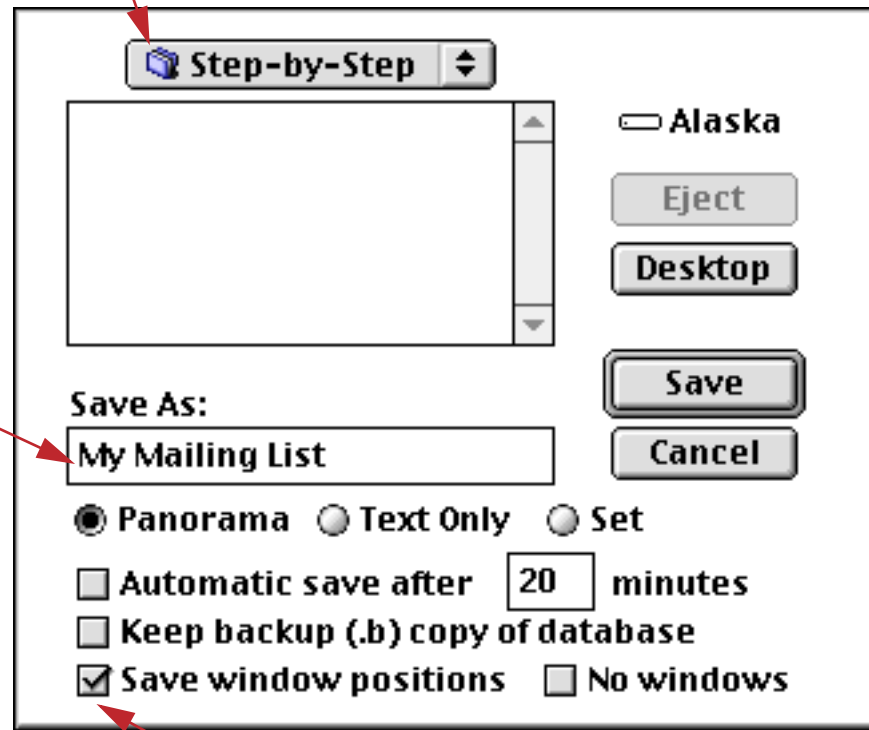 Step-by-Step
Alaska
Eject
Desktop
Save
Save As:
My Mailing List
Cancel
Panorama Text Only Set
Automatic save after 20 minutes
Keep backup (.b) copy of database
Save window positions No windows